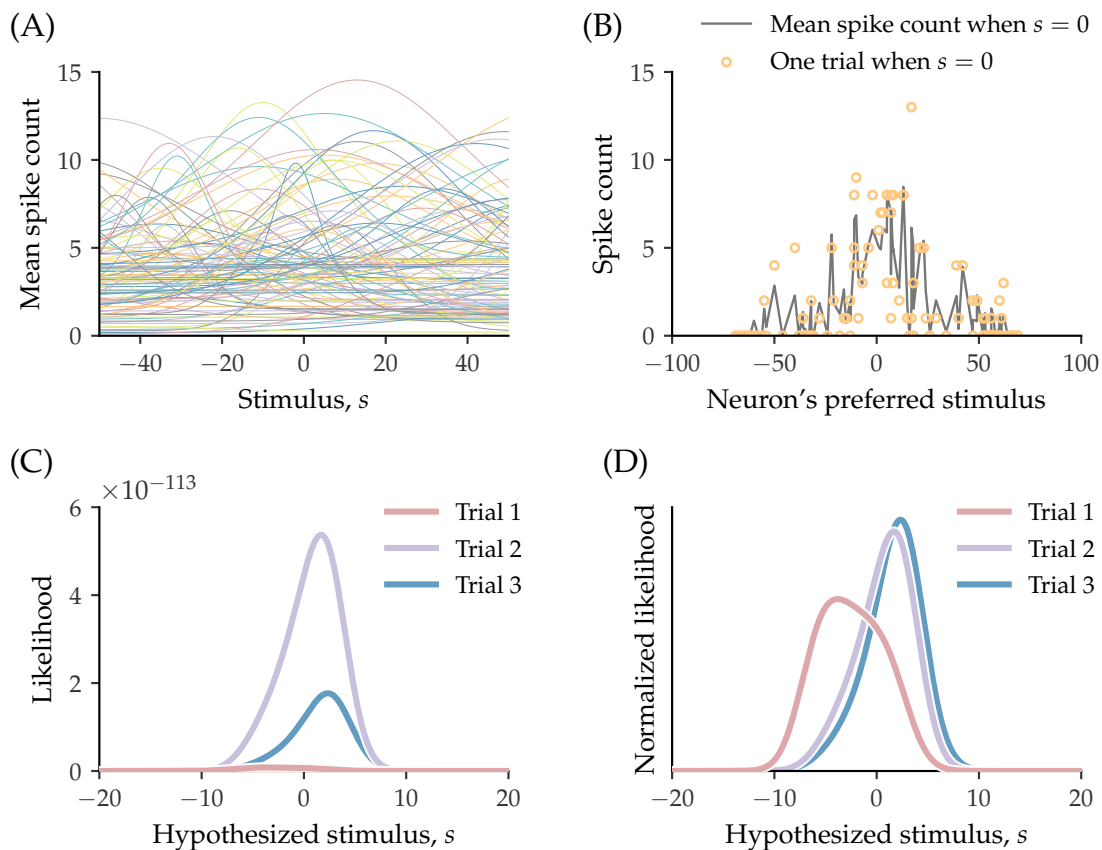 (A)
Mean spike count
15
10
5
0
−40
−20
0
20
40
Stimulus, s
(B)
Mean spike count when s = 0
One trial when s = 0
Spike count
15
10
5
0
−100
−50
0
50
100
Neuron's preferred stimulus
(C)
×10⁻¹¹³
Likelihood
6
4
2
0
Trial 1
Trial 2
Trial 3
−20
−10
0
10
20
Hypothesized stimulus, s
(D)
Normalized likelihood
Trial 1
Trial 2
Trial 3
−20
−10
0
10
20
Hypothesized stimulus, s